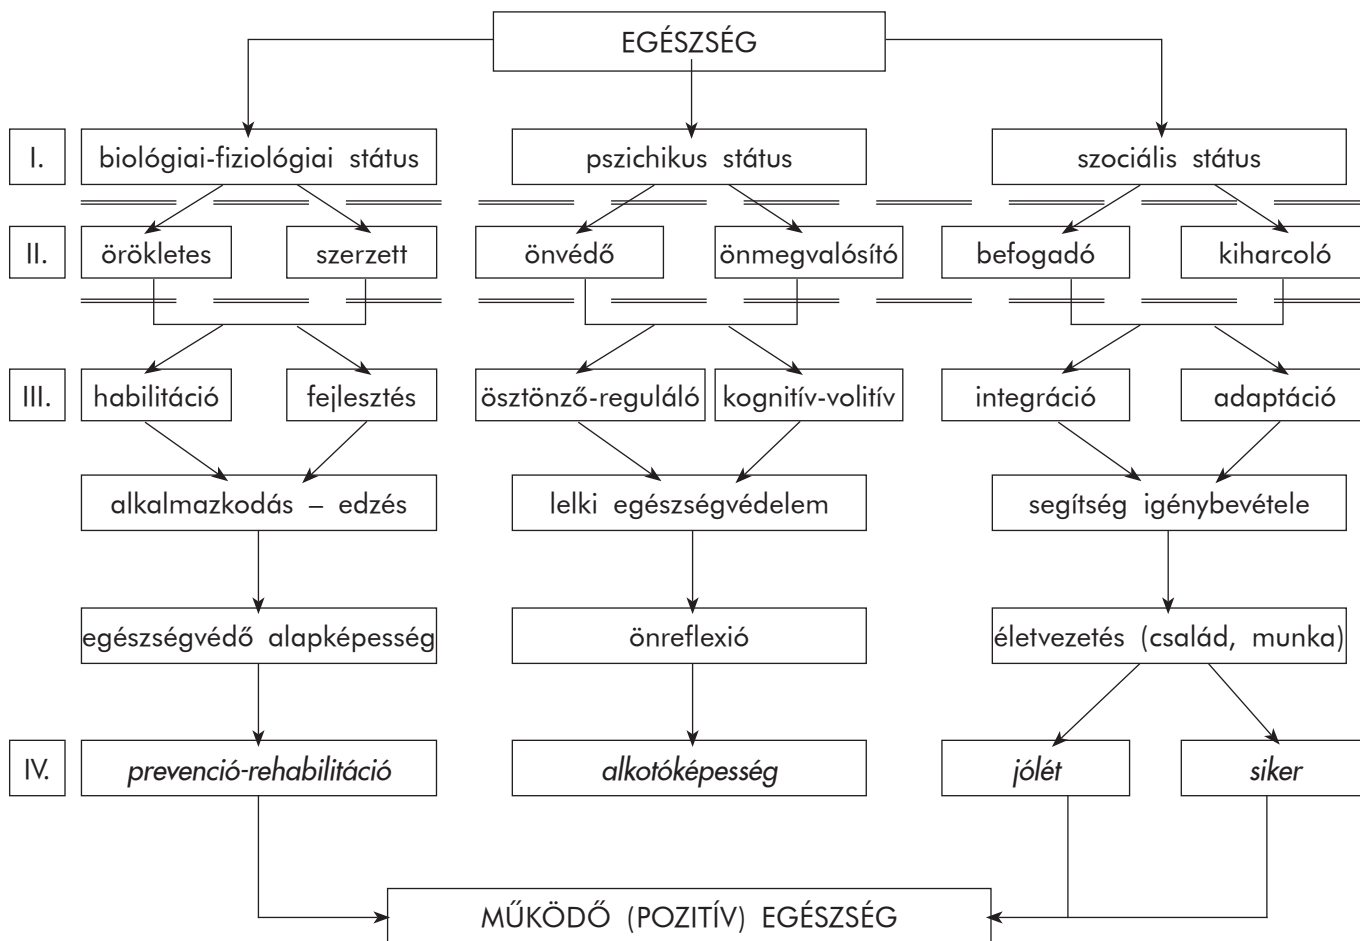 EGÉSZSÉG
I. biológiai-fiziológiai státus pszichikus státus szociális státus
II. örökletes szerzett önvédő önmegvalósító befogadó kiharcoló
III. habilitáció fejlesztés ösztönző-reguláló kognitív-volitív integráció adaptáció
alkalmazkodás – edzés lelki egészségvédelem segítség igénybevétele
egészségvédő alapképesség önreflexió életvezetés (család, munka)
IV. prevenció-rehabilitáció alkotóképesség jólét siker
MŰKÖDŐ (POZITÍV) EGÉSZSÉG